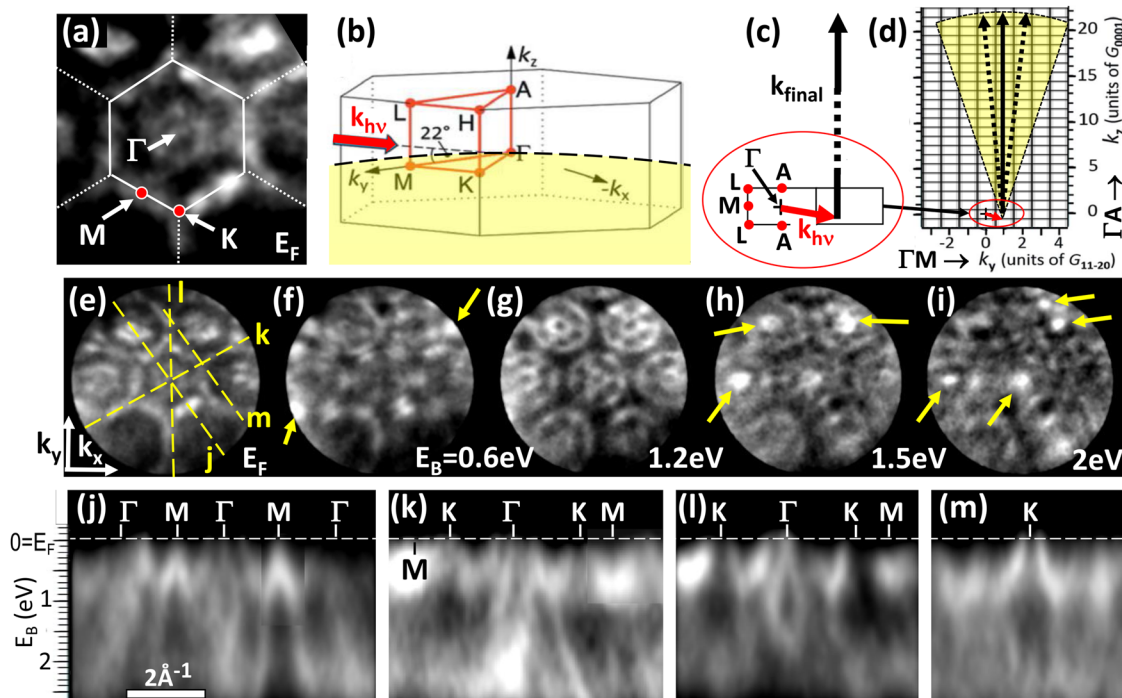 (a)
Γ
M
K
E_F
(b)
k_z
A
L
H
k_hν
22°
Γ
k_y
M
K
-k_x
(c)
k_final
Γ
L
A
M
L
A
k_hν
(d)
20
15
10
5
0
k_z (units of G_0001)
ΓA →
-2 0 2 4
ΓM → k_y (units of G_11-20)
(e)
l
k
m
j
k_y
k_x
E_F
(f)
E_B=0.6eV
(g)
1.2eV
(h)
1.5eV
(i)
2eV
(j)
Γ M Γ M Γ
0=E_F
1
2
E_B (eV)
2Å⁻¹
(k)
K Γ K M
M
(l)
K Γ K M
(m)
K